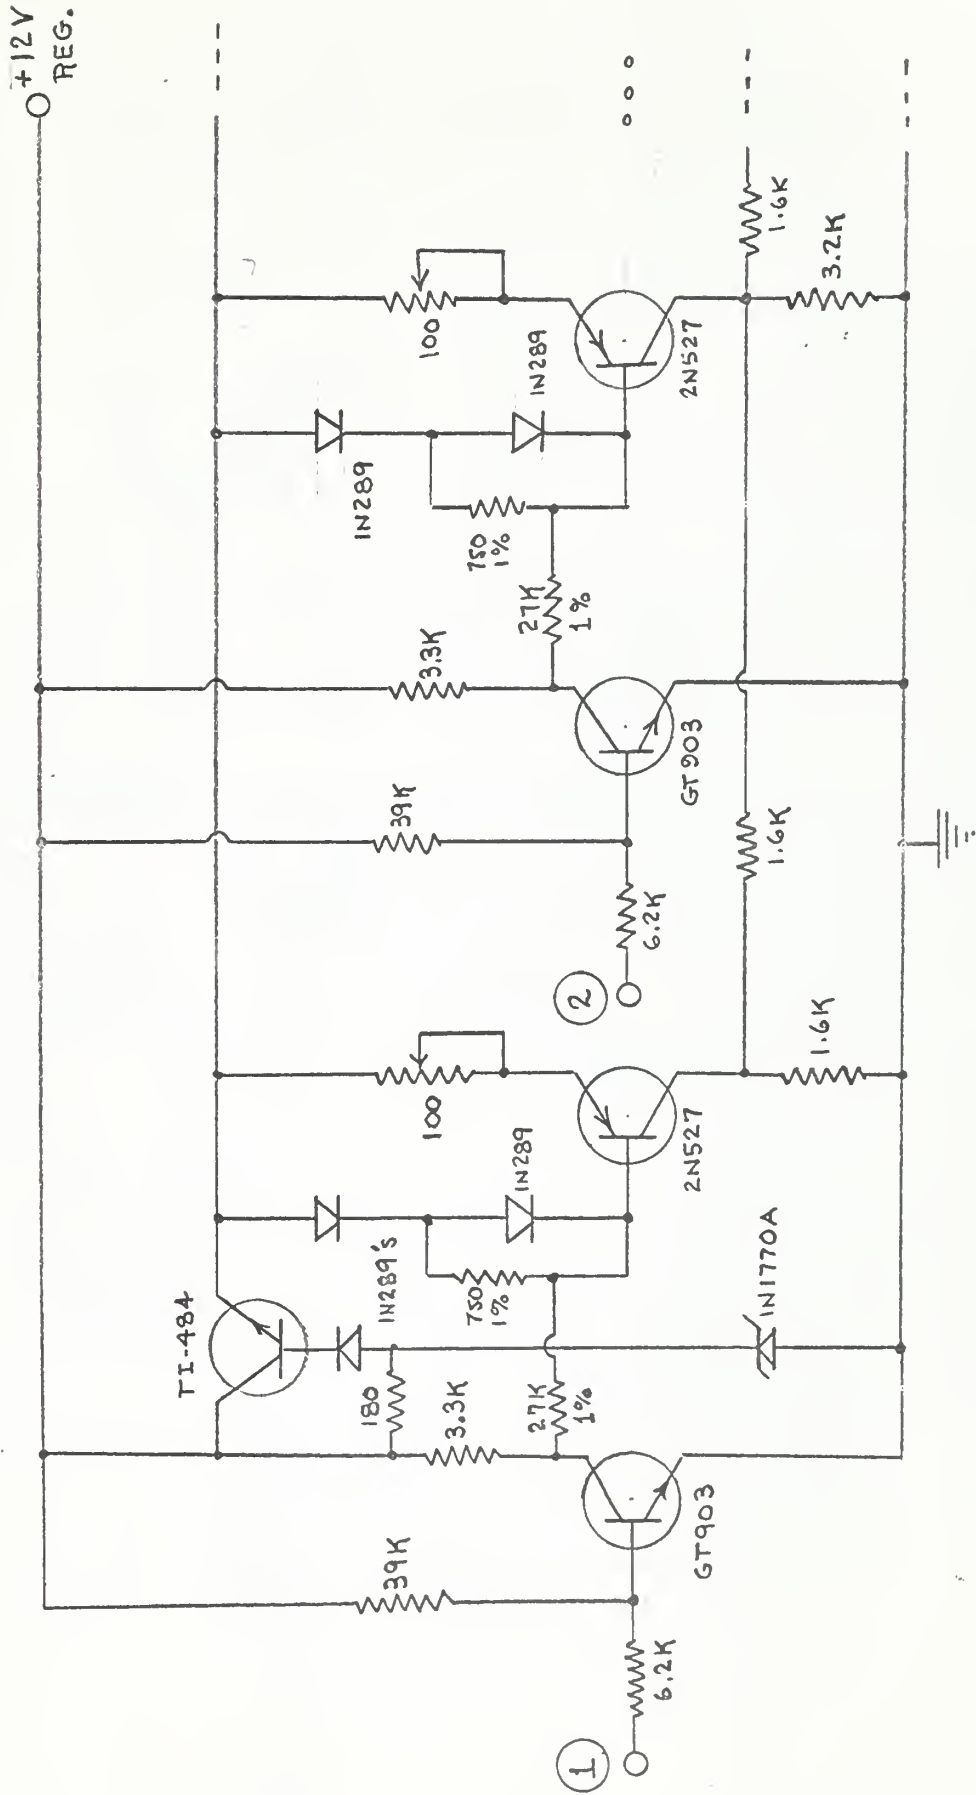 +12V
REG.
TI-484
39K
180
3.3K
1N289's
750
1%
27K
1%
1N289
100
39K
3.3K
1N289
750
1%
27K
1%
1N289
100
1
6.2K
GT903
1N1770A
2N527
1.6K
2
6.2K
GT903
1.6K
2N527
3.2K
1.6K